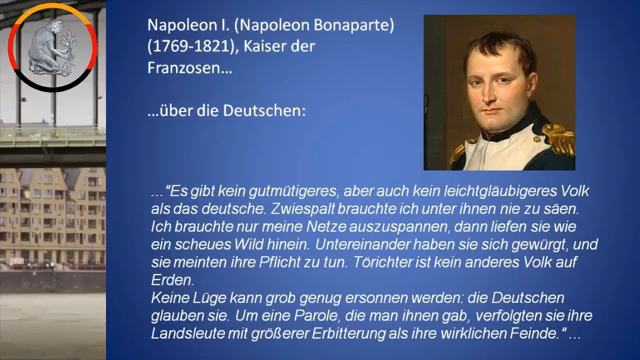 Napoleon I. (Napoleon Bonaparte)
(1769-1821), Kaiser der
Franzosen...
...über die Deutschen:
..."Es gibt kein gutmütigeres, aber auch kein leichtgläubigeres Volk
als das deutsche. Zwiespalt brauchte ich unter ihnen nie zu säen.
Ich brauchte nur meine Netze auszuspannen, dann liefen sie wie
ein scheues Wild hinein. Untereinander haben sie sich gewürgt, und
sie meinten ihre Pflicht zu tun. Törichter ist kein anderes Volk auf
Erden.
Keine Lüge kann grob genug ersonnen werden: die Deutschen
glauben sie. Um eine Parole, die man ihnen gab, verfolgten sie ihre
Landsleute mit größerer Erbitterung als ihre wirklichen Feinde."...